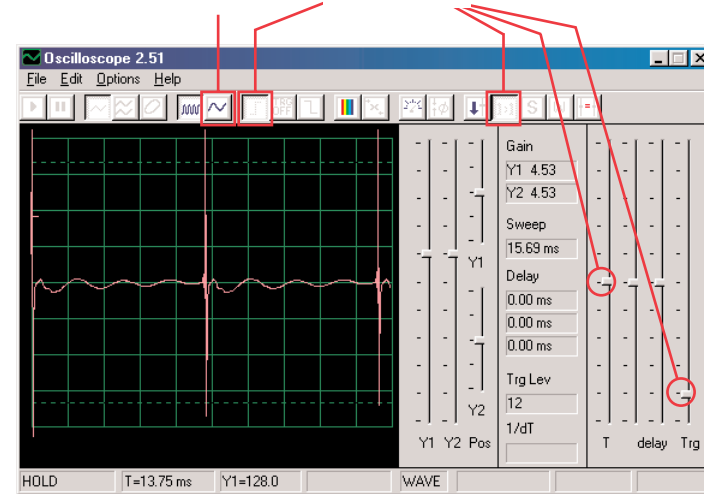 Oscilloscope 2.51
File Edit Options Help
TRG OFF
S
Gain
Y1 4.53
Y2 4.53
Sweep
15.69 ms
Y1
Delay
0.00 ms
0.00 ms
0.00 ms
Trg Lev
12
Y2
1/dT
Y1 Y2 Pos
T delay Trg
HOLD T=13.75 ms Y1=128.0 WAVE